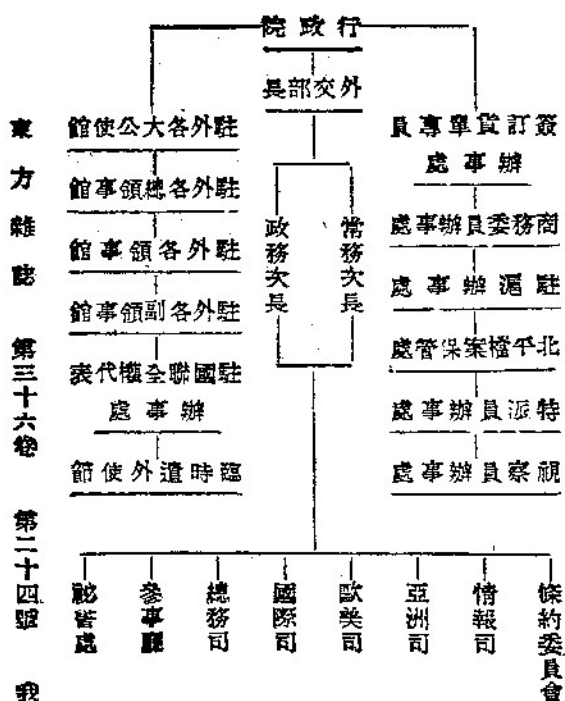 行政院
外交部長
簽訂貨單專員
辦事處
商務委員辦事處
駐滬辦事處
北平檔案保管處
特派員辦事處
視察員辦事處
常務次長
政務次長
駐外各大公使館
駐外各總領事館
駐外各領事館
駐外各副領事館
駐國聯全權代表
辦事處
臨時遣外使節
條約委員會
情報司
亞洲司
歐美司
國際司
總務司
參事廳
祕書處
東方雜誌 第三十六卷 第二十四號 我